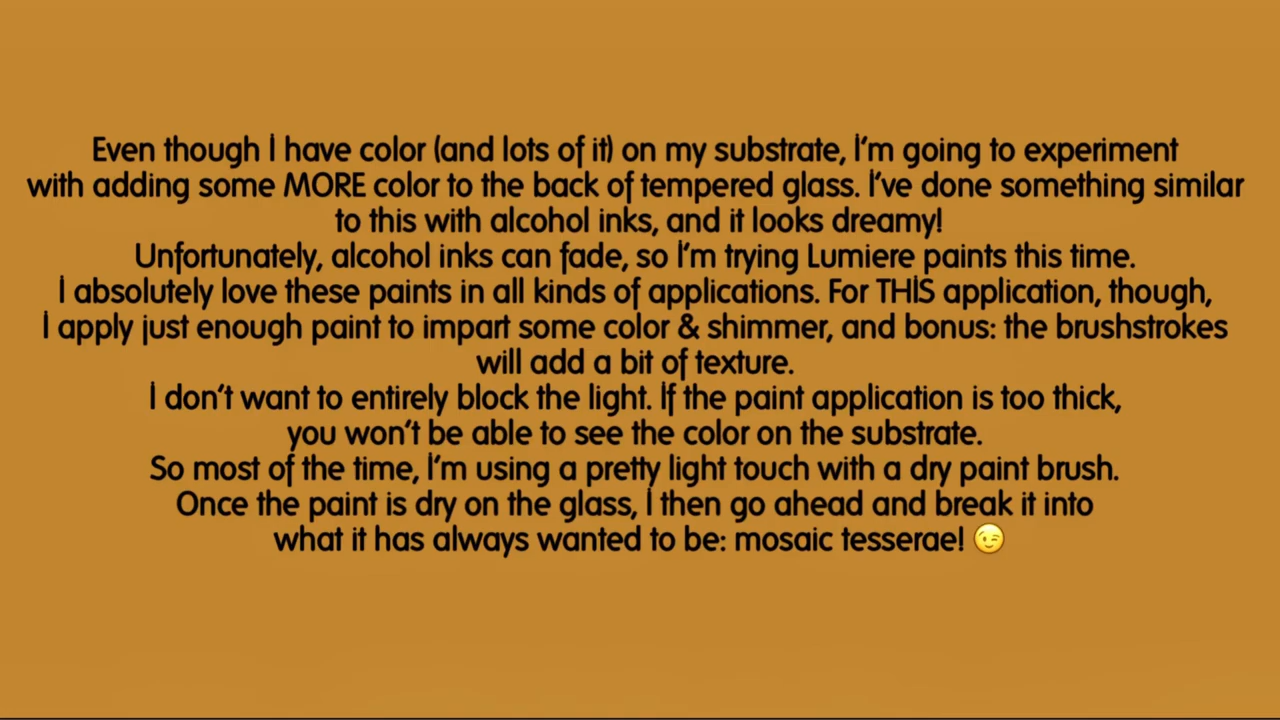 Even though I have color (and lots of it) on my substrate, I'm going to experiment
with adding some MORE color to the back of tempered glass. I've done something similar
to this with alcohol inks, and it looks dreamy!
Unfortunately, alcohol inks can fade, so I'm trying Lumiere paints this time.
I absolutely love these paints in all kinds of applications. For THIS application, though,
I apply just enough paint to impart some color & shimmer, and bonus: the brushstrokes
will add a bit of texture.
I don't want to entirely block the light. If the paint application is too thick,
you won't be able to see the color on the substrate.
So most of the time, I'm using a pretty light touch with a dry paint brush.
Once the paint is dry on the glass, I then go ahead and break it into
what it has always wanted to be: mosaic tesserae! 😉